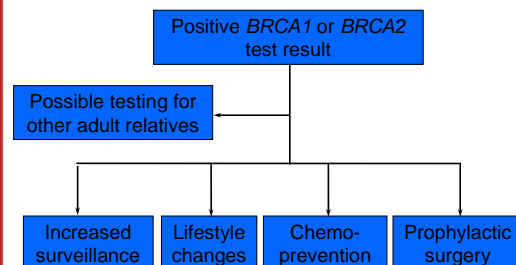 Positive BRCA1 or BRCA2
test result
Possible testing for
other adult relatives
Increased
surveillance
Lifestyle
changes
Chemo-
prevention
Prophylactic
surgery